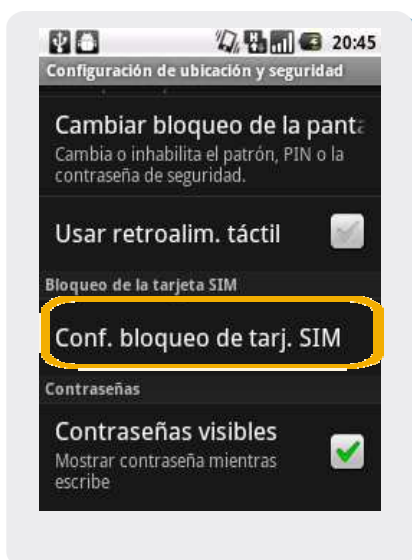 20:45
Configuración de ubicación y seguridad
Cambiar bloqueo de la panta
Cambia o inhabilita el patrón, PIN o la
contraseña de seguridad.
Usar retroalim. táctil
Bloqueo de la tarjeta SIM
Conf. bloqueo de tarj. SIM
Contraseñas
Contraseñas visibles
Mostrar contraseña mientras
escribe